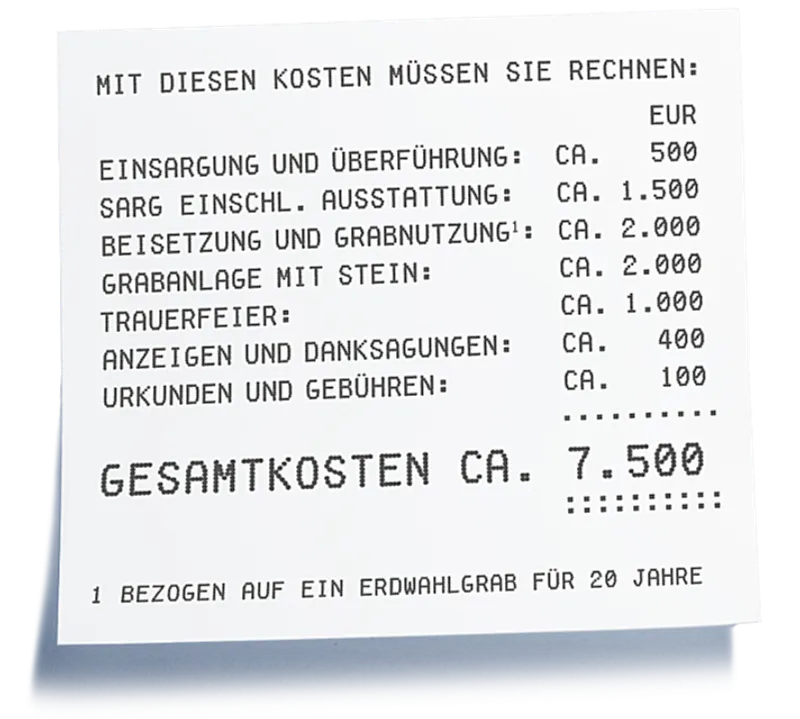 MIT DIESEN KOSTEN MÜSSEN SIE RECHNEN:
EUR
EINSARGUNG UND ÜBERFÜHRUNG: CA. 500
SARG EINSCHL. AUSSTATTUNG: CA. 1.500
BEISETZUNG UND GRABNUTZUNG¹: CA. 2.000
GRABANLAGE MIT STEIN: CA. 2.000
TRAUERFEIER: CA. 1.000
ANZEIGEN UND DANKSAGUNGEN: CA. 400
URKUNDEN UND GEBÜHREN: CA. 100
GESAMTKOSTEN CA. 7.500
1 BEZOGEN AUF EIN ERDWAHLGRAB FÜR 20 JAHRE